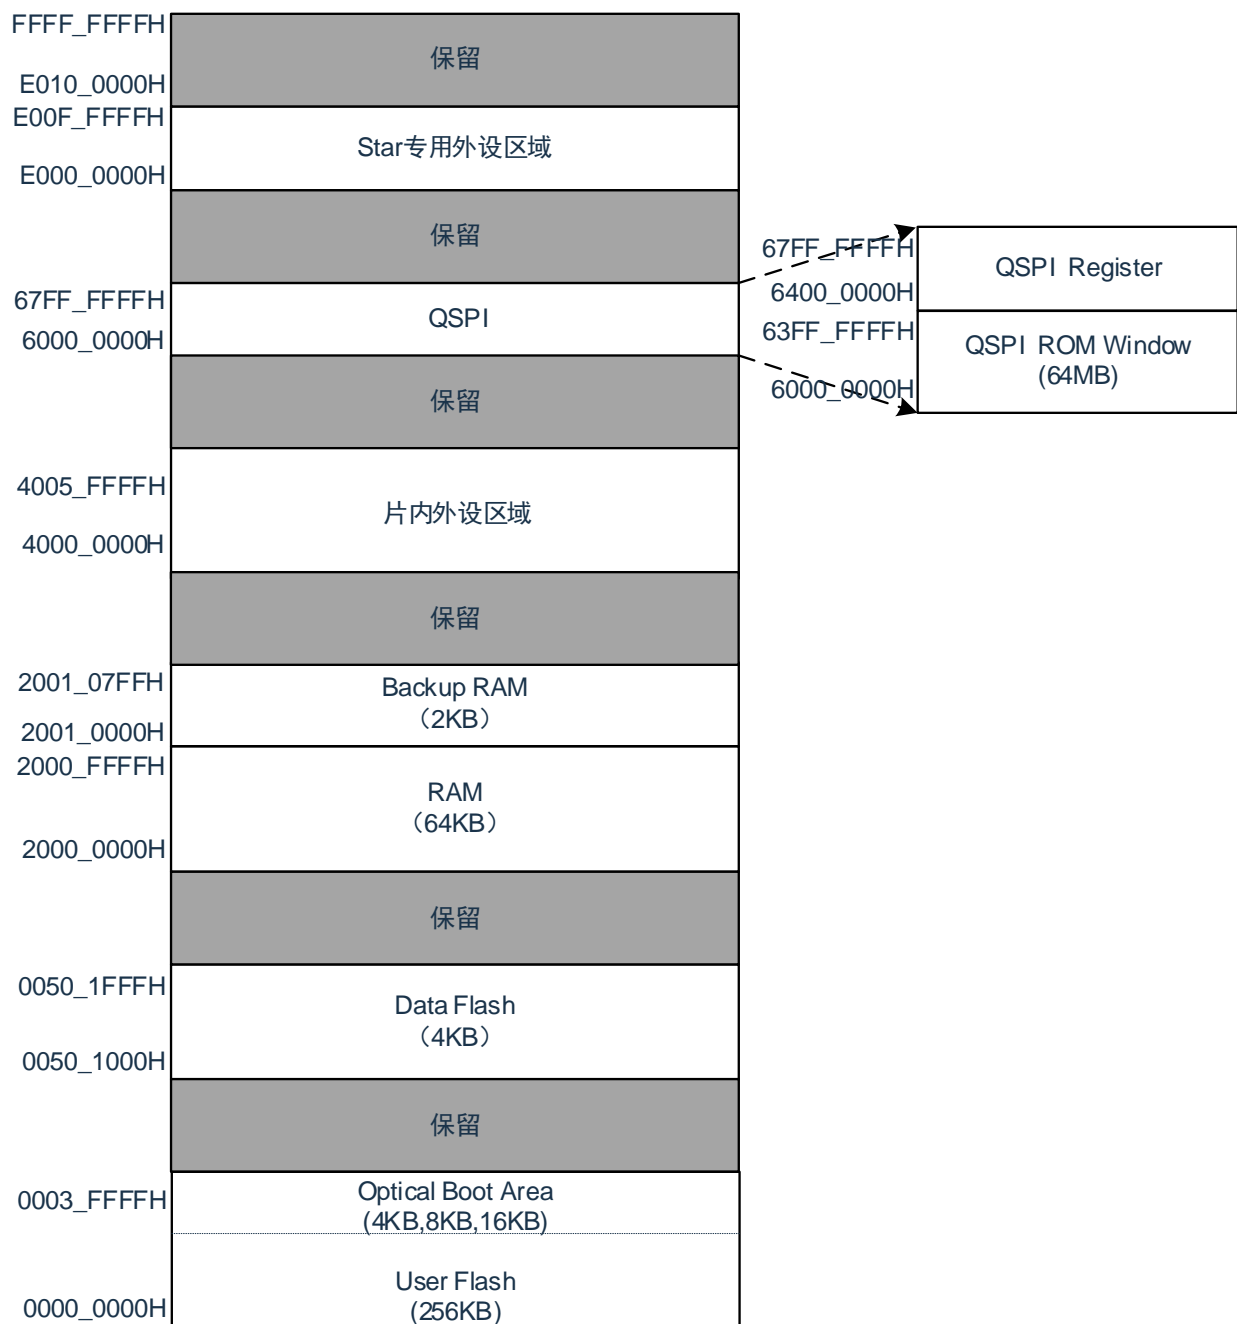 FFFF_FFFFH
保留
E010_0000H
E00F_FFFFH
Star专用外设区域
E000_0000H
保留
67FF_FFFFH
QSPI Register
6400_0000H
67FF_FFFFH
QSPI
6000_0000H
63FF_FFFFH
QSPI ROM Window
(64MB)
6000_0000H
保留
4005_FFFFH
片内外设区域
4000_0000H
保留
2001_07FFH
Backup RAM
（2KB）
2001_0000H
2000_FFFFH
RAM
（64KB）
2000_0000H
保留
0050_1FFFH
Data Flash
（4KB）
0050_1000H
保留
0003_FFFFH
Optical Boot Area
(4KB,8KB,16KB)
User Flash
(256KB)
0000_0000H